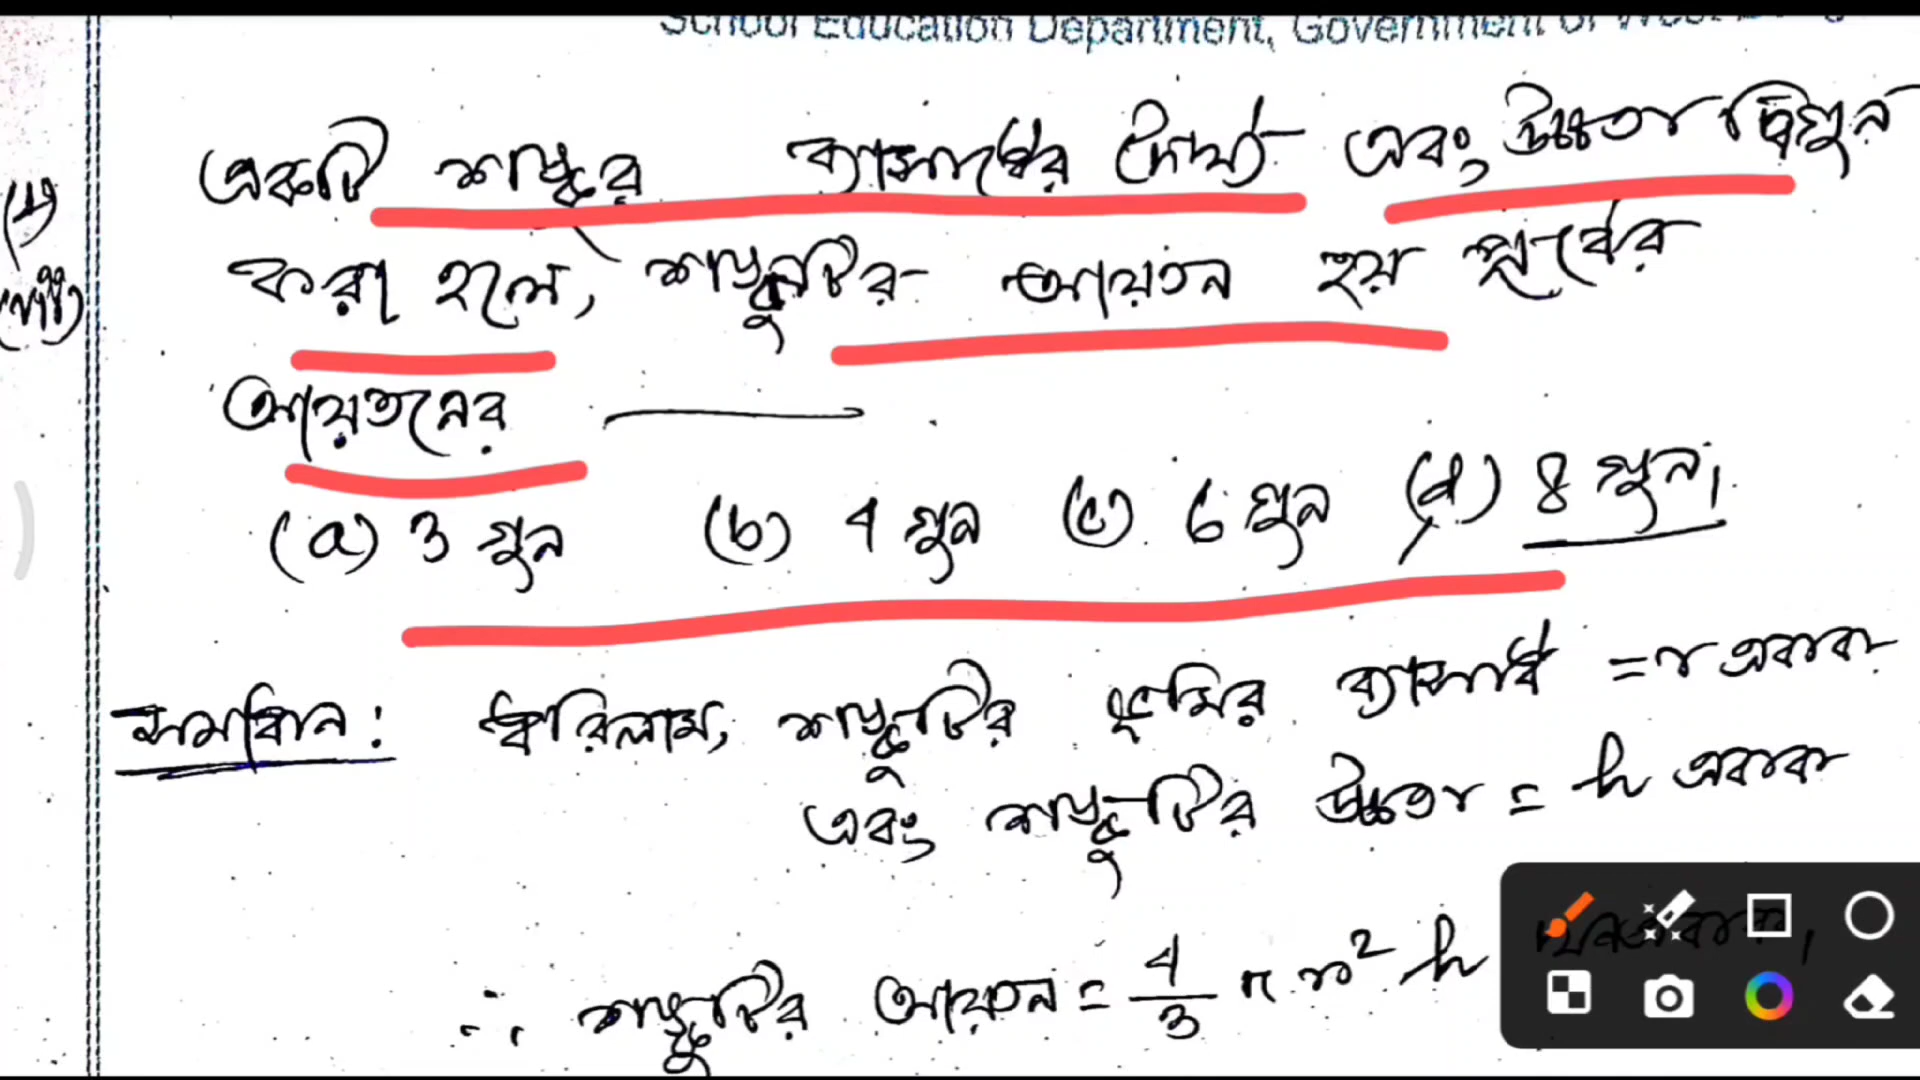 School Education Department, Government of West
একটি শঙ্কুর ব্যাসার্ধের দৈর্ঘ্য এবং উচ্চতা দ্বিগুন
করা হলে, শঙ্কুটির আয়তন হয় পূর্বের
আয়তনের ———
(a) 3 গুন (b) 4 গুন (c) 6 গুন (d) 8 গুন।
সমাধান: ধরিলাম, শঙ্কুটির ভূমির ব্যাসার্ধ = r একক
এবং শঙ্কুটির উচ্চতা = h একক
∴ শঙ্কুটির আয়তন = 4/3 π r² h